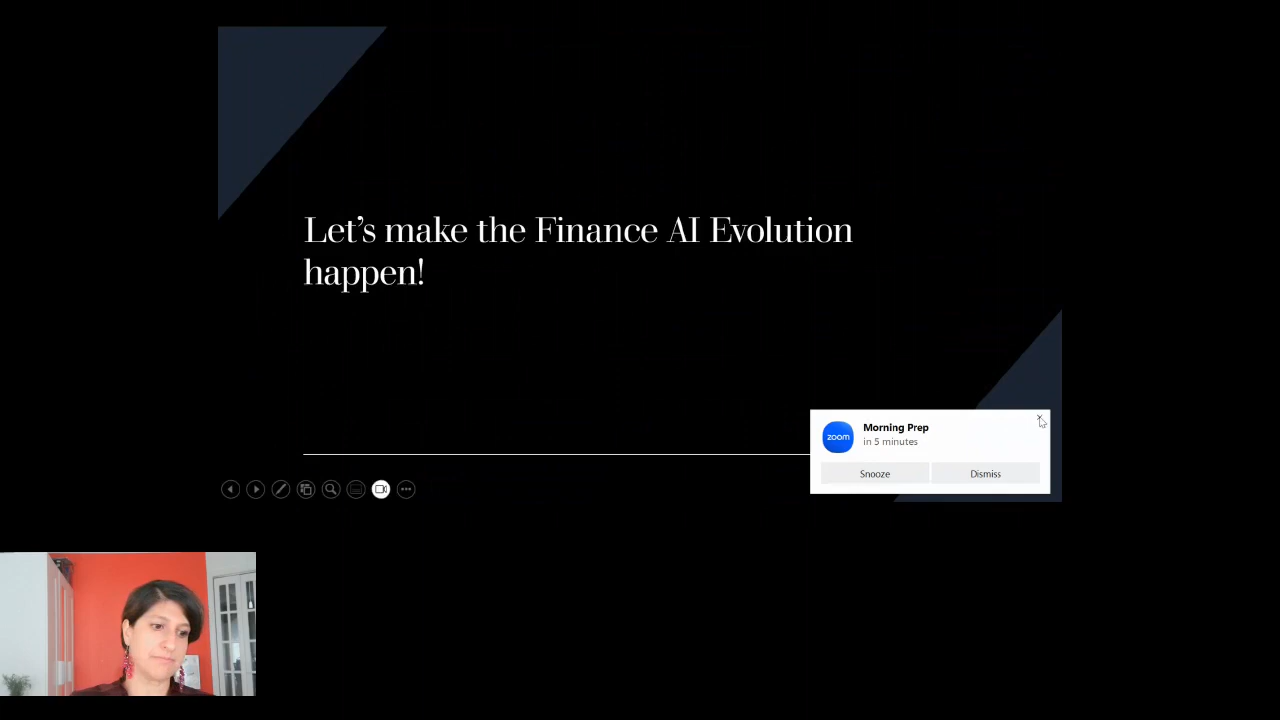 Let’s make the Finance AI Evolution
happen!
zoom
Morning Prep
in 5 minutes
Snooze
Dismiss